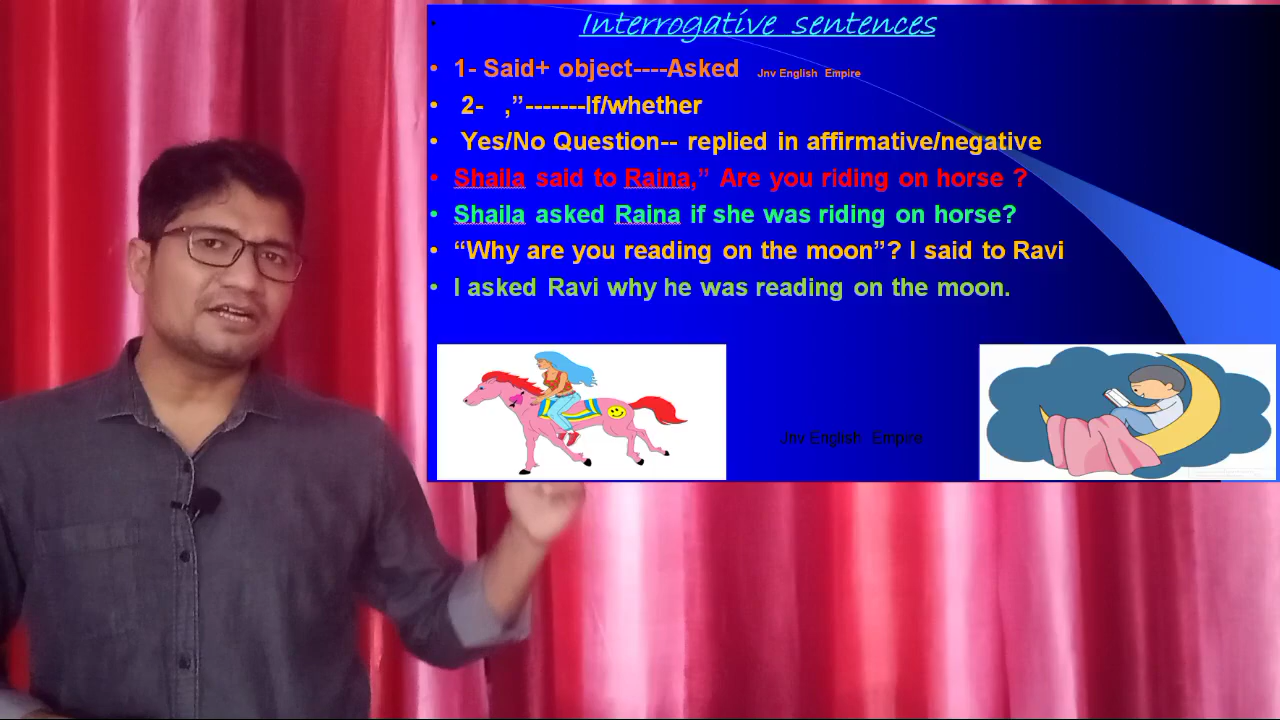 Interrogative sentences
• 1- Said+ object----Asked Jnv English Empire
• 2- ,”-------If/whether
• Yes/No Question-- replied in affirmative/negative
• Shaila said to Raina,” Are you riding on horse ?
• Shaila asked Raina if she was riding on horse?
• “Why are you reading on the moon”? I said to Ravi
• I asked Ravi why he was reading on the moon.
Jnv English Empire